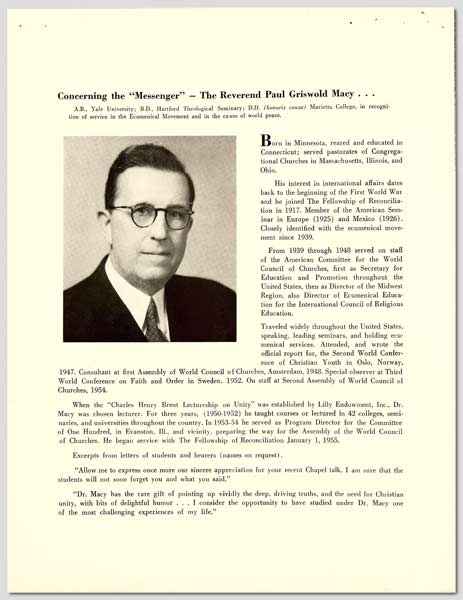 Concerning the "Messenger" – The Reverend Paul Griswold Macy . . .
A.B., Yale University; B.D., Hartford Theological Seminary; D.D. (honoris causa) Marietta College, in recogni-
tion of service in the Ecumenical Movement and in the cause of world peace.
Born in Minnesota, reared and educated in
Connecticut; served pastorates of Congrega-
tional Churches in Massachusetts, Illinois, and
Ohio.
His interest in international affairs dates
back to the beginning of the First World War
and he joined The Fellowship of Reconcilia-
tion in 1917. Member of the American Sem-
inar in Europe (1925) and Mexico (1926).
Closely identified with the ecumenical move-
ment since 1939.
From 1939 through 1948 served on staff
of the American Committee for the World
Council of Churches, first as Secretary for
Education and Promotion throughout the
United States, then as Director of the Midwest
Region, also Director of Ecumenical Educa-
tion for the International Council of Religious
Education.
Traveled widely throughout the United States,
speaking, leading seminars, and holding ecu-
menical services. Attended, and wrote the
official report for, the Second World Confer-
ence of Christian Youth in Oslo, Norway,
1947. Consultant at first Assembly of World Council of Churches, Amsterdam, 1948. Special observer at Third
World Conference on Faith and Order in Sweden. 1952. On staff at Second Assembly of World Council of
Churches, 1954.
When the "Charles Henry Brent Lectureship on Unity" was established by Lilly Endowment, Inc., Dr.
Macy was chosen lecturer. For three years, (1950-1952) he taught courses or lectured in 42 colleges, semi-
naries, and universities throughout the country. In 1953-54 he served as Program Director for the Committee
of One Hundred, in Evanston, Ill., and vicinity, preparing the way for the Assembly of the World Council
of Churches. He began service with The Fellowship of Reconciliation January 1, 1955.
Excerpts from letters of students and hearers (names on request).
"Allow me to express once more our sincere appreciation for your recent Chapel talk. I am sure that the
students will not soon forget you and what you said."
"Dr. Macy has the rare gift of pointing up vividly the deep, driving truths, and the need for Christian
unity, with bits of delightful humor . . . I consider the opportunity to have studied under Dr. Macy one
of the most challenging experiences of my life."